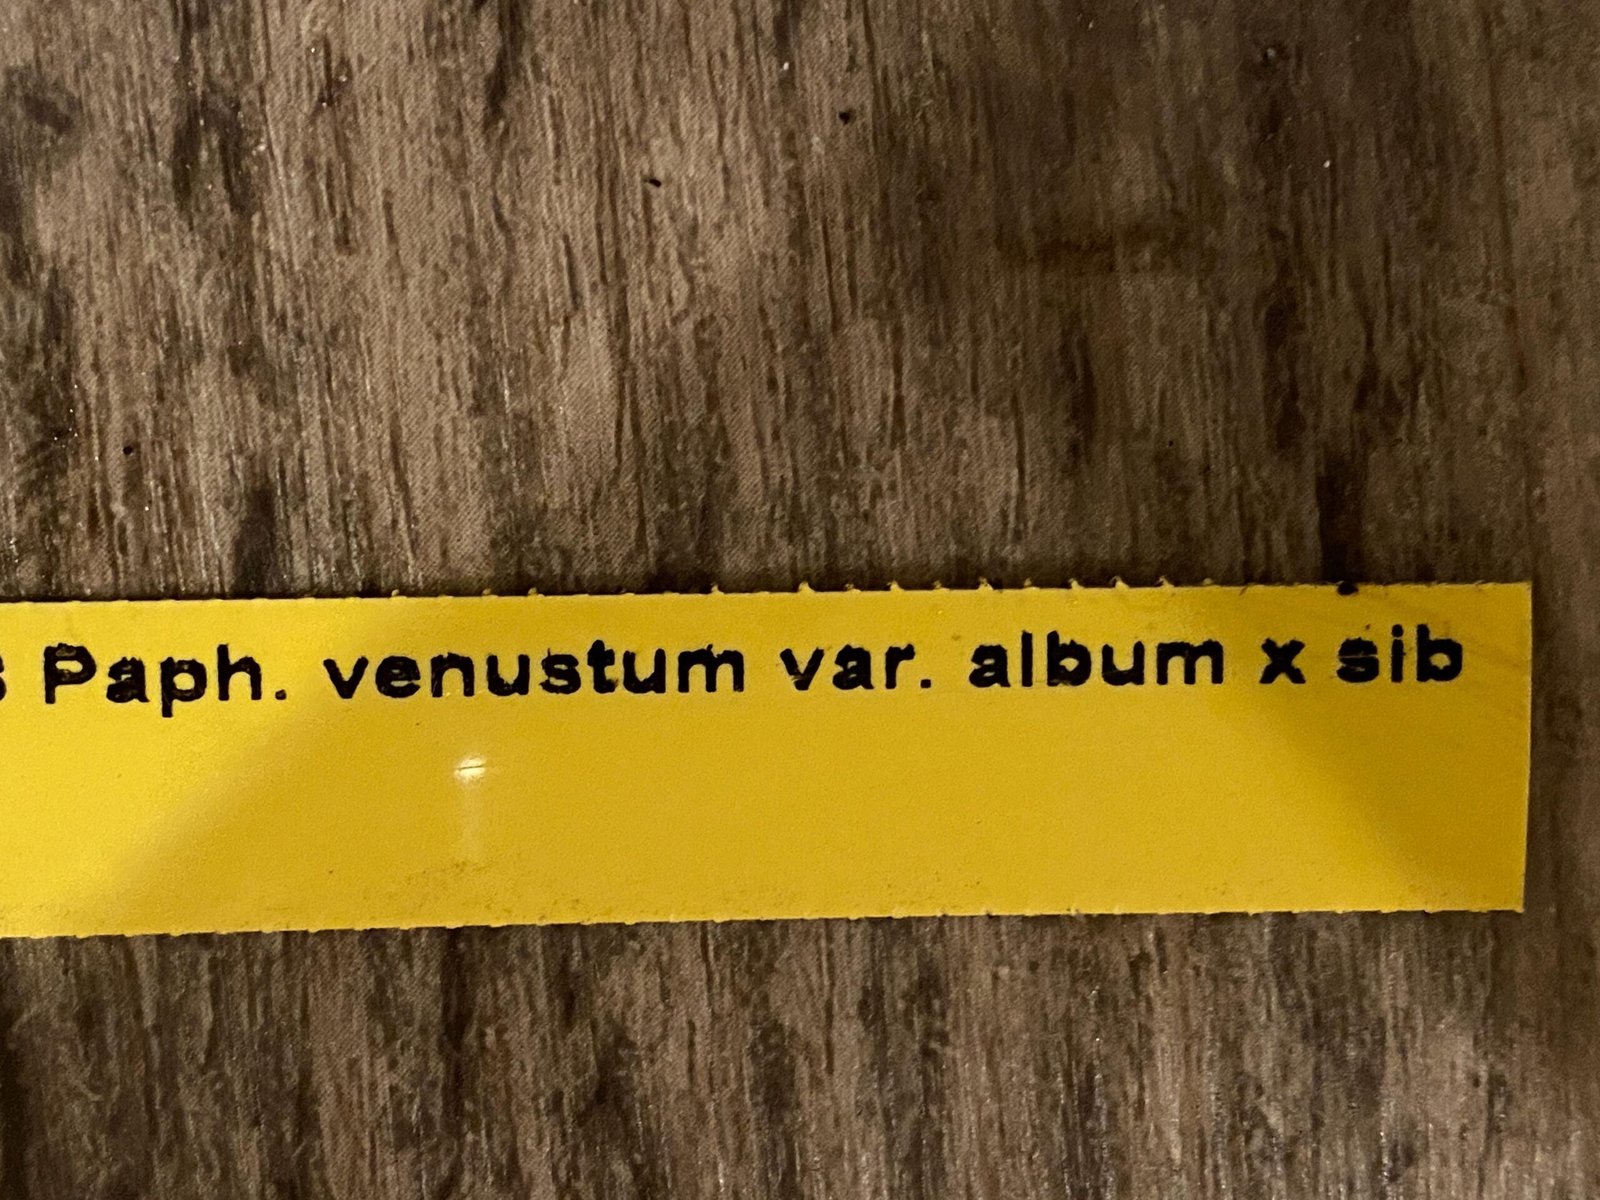 Paph. venustum var. album x sib